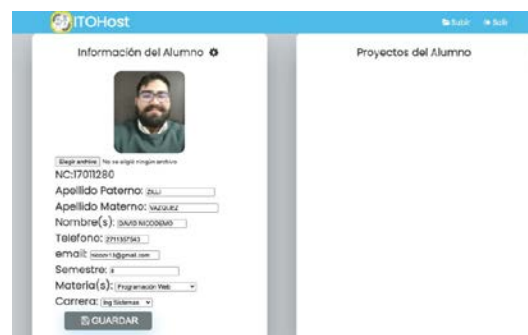 ITOHost
Subir Salir
Información del Alumno
Proyectos del Alumno
Elegir archivo No se eligió ningún archivo
NC:17011280
Apellido Paterno: ZILLI
Apellido Materno: VAZQUEZ
Nombre(s): DAVID NICODEMO
Telefono:
email:
Semestre:
Materia(s): Programación Web
Carrera: Ing Sistemas
GUARDAR